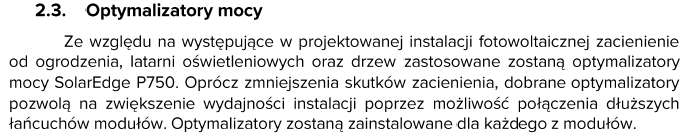 2.3. Optymalizatory mocy
Ze względu na występujące w projektowanej instalacji fotowoltaicznej zacienienie
od ogrodzenia, latarni oświetleniowych oraz drzew zastosowane zostaną optymalizatory
mocy SolarEdge P750. Oprócz zmniejszenia skutków zacienienia, dobrane optymalizatory
pozwolą na zwiększenie wydajności instalacji poprzez możliwość połączenia dłuższych
łańcuchów modułów. Optymalizatory zostaną zainstalowane dla każdego z modułów.